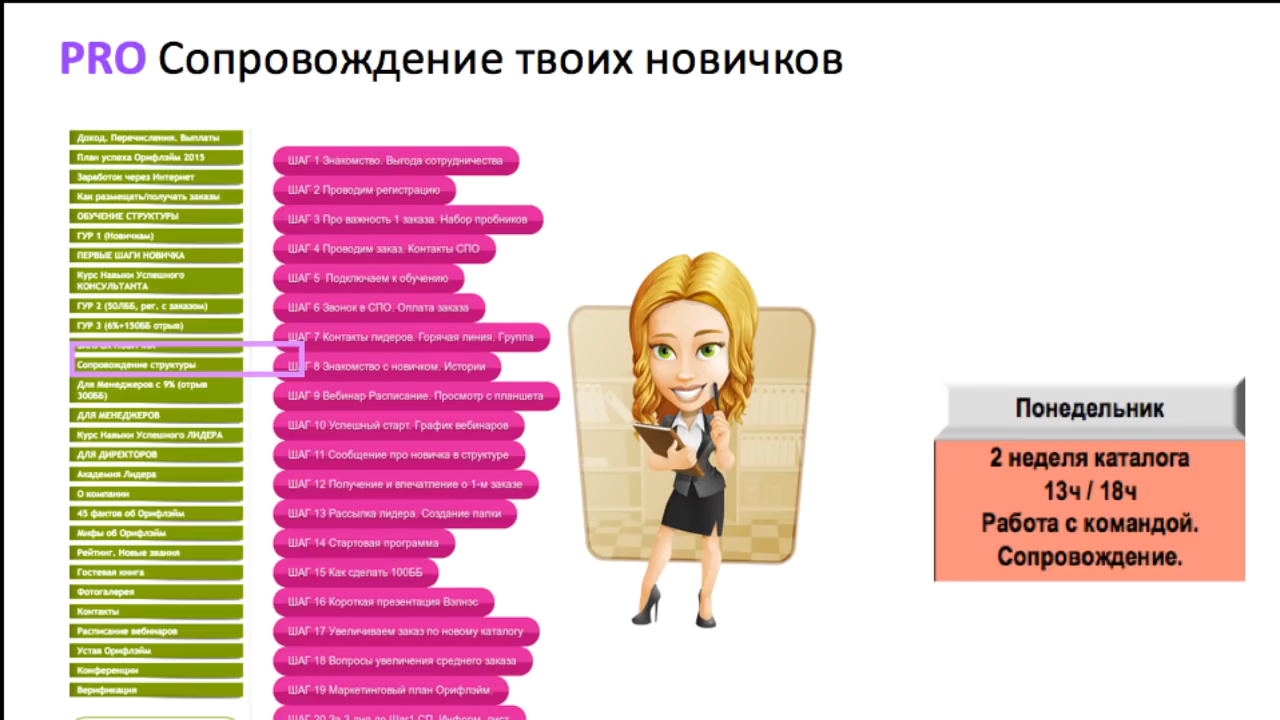 PRO Сопровождение твоих новичков
Доход. Перечисления. Выплаты
План успеха Орифлэйм 2015
Заработок через Интернет
Как размещать/получать заказы
ОБУЧЕНИЕ СТРУКТУРЫ
ГУР 1 (Новичкам)
ПЕРВЫЕ ШАГИ НОВИЧКА
Курс Навыки Успешного
КОНСУЛЬТАНТА
ГУР 2 (50ЛББ, рег. с заказом)
ГУР 3 (6%+150ББ отрыв)
Сопровождение структуры
Для Менеджеров с 9% (отрыв
300ББ)
ДЛЯ МЕНЕДЖЕРОВ
Курс Навыки Успешного ЛИДЕРА
ДЛЯ ДИРЕКТОРОВ
Академия Лидера
О компании
45 фактов об Орифлэйм
Мифы об Орифлэйм
Рейтинг. Новые звания
Гостевая книга
Фотогалерея
Контакты
Расписание вебинаров
Устав Орифлэйм
Конференции
Верификация
ШАГ 1 Знакомство. Выгода сотрудничества
ШАГ 2 Проводим регистрацию
ШАГ 3 Про важность 1 заказа. Набор пробников
ШАГ 4 Проводим заказ. Контакты СПО
ШАГ 5 Подключаем к обучению
ШАГ 6 Звонок в СПО. Оплата заказа
ШАГ 7 Контакты лидеров. Горячая линия. Группа
ШАГ 8 Знакомство с новичком. Истории
ШАГ 9 Вебинар Расписание. Просмотр с планшета
ШАГ 10 Успешный старт. График вебинаров
ШАГ 11 Сообщение про новичка в структуре
ШАГ 12 Получение и впечатление о 1-м заказе
ШАГ 13 Рассылка лидера. Создание папки
ШАГ 14 Стартовая программа
ШАГ 15 Как сделать 100ББ
ШАГ 16 Короткая презентация Вэлнэс
ШАГ 17 Увеличиваем заказ по новому каталогу
ШАГ 18 Вопросы увеличения среднего заказа
ШАГ 19 Маркетинговый план Орифлэйм.
ШАГ 20 За 3 дня до Шаг1 СП. Информ. лист
Понедельник
2 неделя каталога
13ч / 18ч
Работа с командой.
Сопровождение.